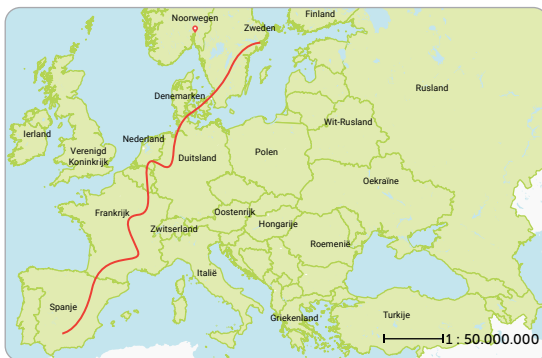 Noorwegen
Finland
Zweden
Rusland
Denemarken
Wit-Rusland
Ierland
Nederland
Verenigd
Koninkrijk
Duitsland
Polen
Oekraïne
Frankrijk
Oostenrijk
Zwitserland
Hongarije
Roemenië
Italië
Spanje
Griekenland
Turkije
1 : 50.000.000